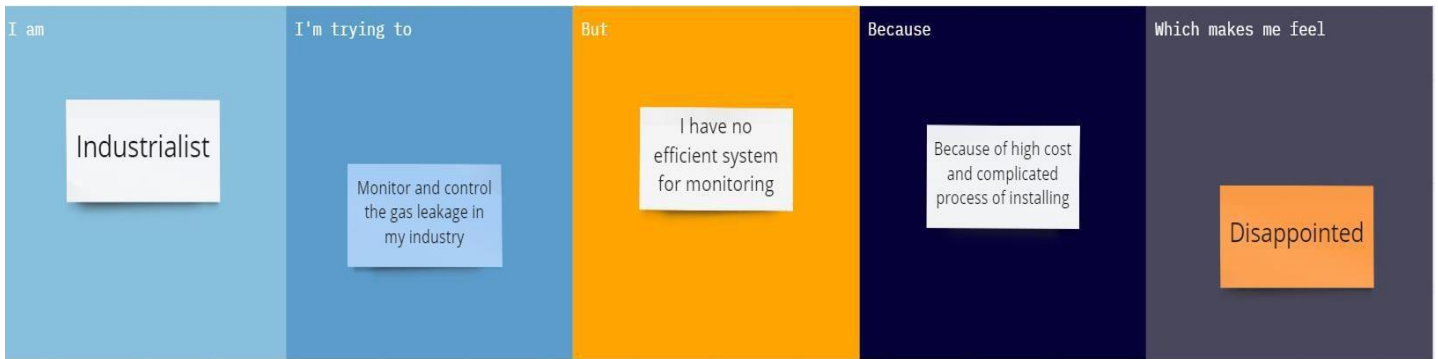 I am
Industrialist
I'm trying to
Monitor and control
the gas leakage in
my industry
But
I have no
efficient system
for monitoring
Because
Because of high cost
and complicated
process of installing
Which makes me feel
Disappointed